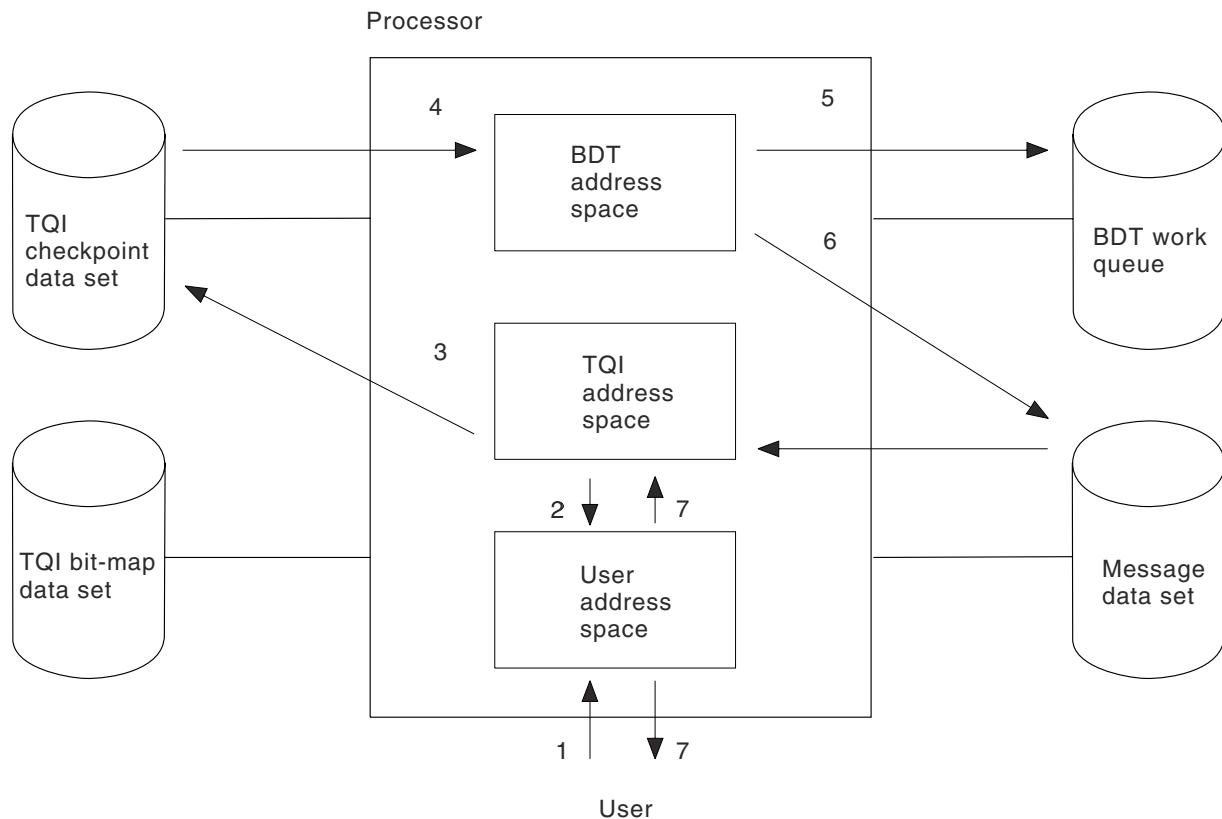 Processor
4
5
BDT
address
space
TQI
checkpoint
data set
6
BDT work
queue
3
TQI
address
space
2
7
TQI bit-map
data set
User
address
space
Message
data set
1
7
User